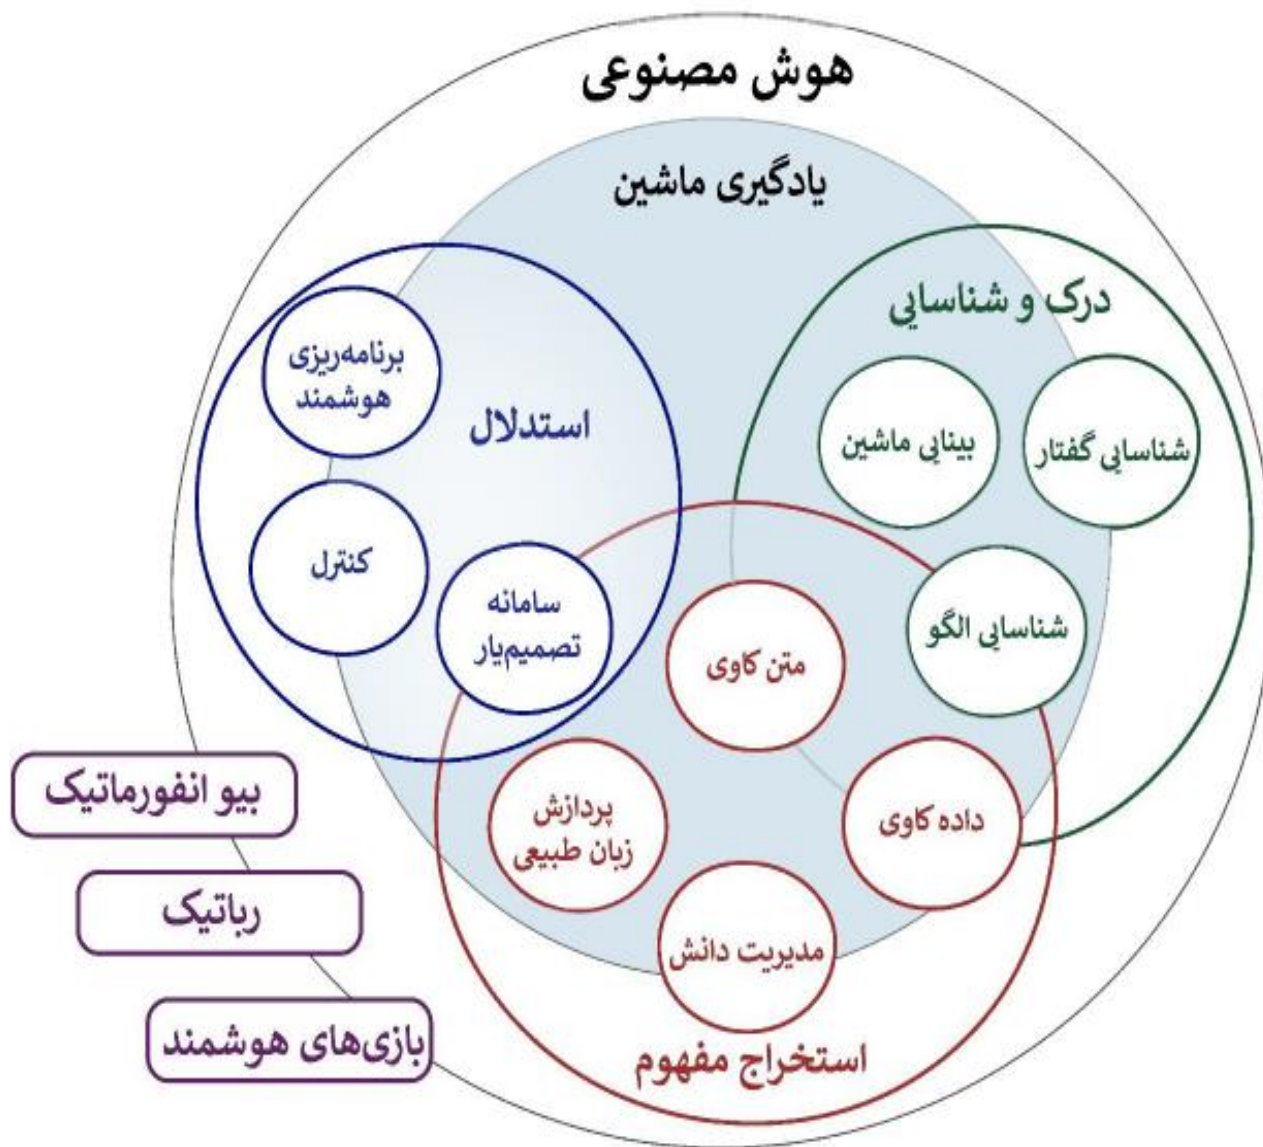 هوش مصنوعی
یادگیری ماشین
درک و شناسایی
شناسایی گفتار
بینایی ماشین
شناسایی الگو
استدلال
برنامه‌ریزی
هوشمند
کنترل
سامانه
تصمیم‌یار
متن کاوی
داده کاوی
پردازش
زبان طبیعی
مدیریت دانش
استخراج مفهوم
بیو انفورماتیک
رباتیک
بازی‌های هوشمند